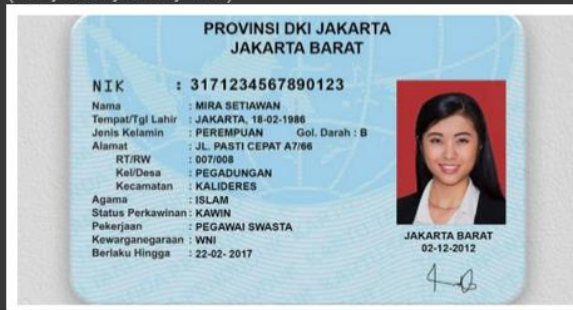 PROVINSI DKI JAKARTA
JAKARTA BARAT
NIK : 3171234567890123
Nama : MIRA SETIAWAN
Tempat/Tgl Lahir : JAKARTA, 18-02-1986
Jenis Kelamin : PEREMPUAN Gol. Darah : B
Alamat : JL. PASTI CEPAT A7/66
RT/RW : 007/008
Kel/Desa : PEGADUNGAN
Kecamatan : KALIDERES
Agama : ISLAM
Status Perkawinan : KAWIN
Pekerjaan : PEGAWAI SWASTA
Kewarganegaraan : WNI
Berlaku Hingga : 22-02- 2017
JAKARTA BARAT
02-12-2012